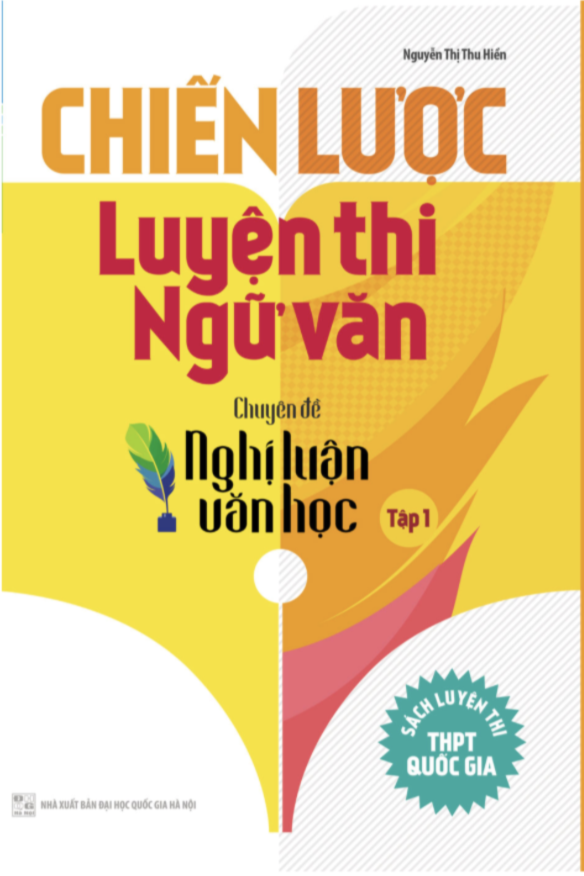 Nguyễn Thị Thu Hiền
CHIẾN LƯỢC
Luyện thi
Ngữ văn
Chuyên đề
Nghị luận
văn học
Tập 1
SÁCH LUYỆN THI
THPT
QUỐC GIA
NHÀ XUẤT BẢN ĐẠI HỌC QUỐC GIA HÀ NỘI